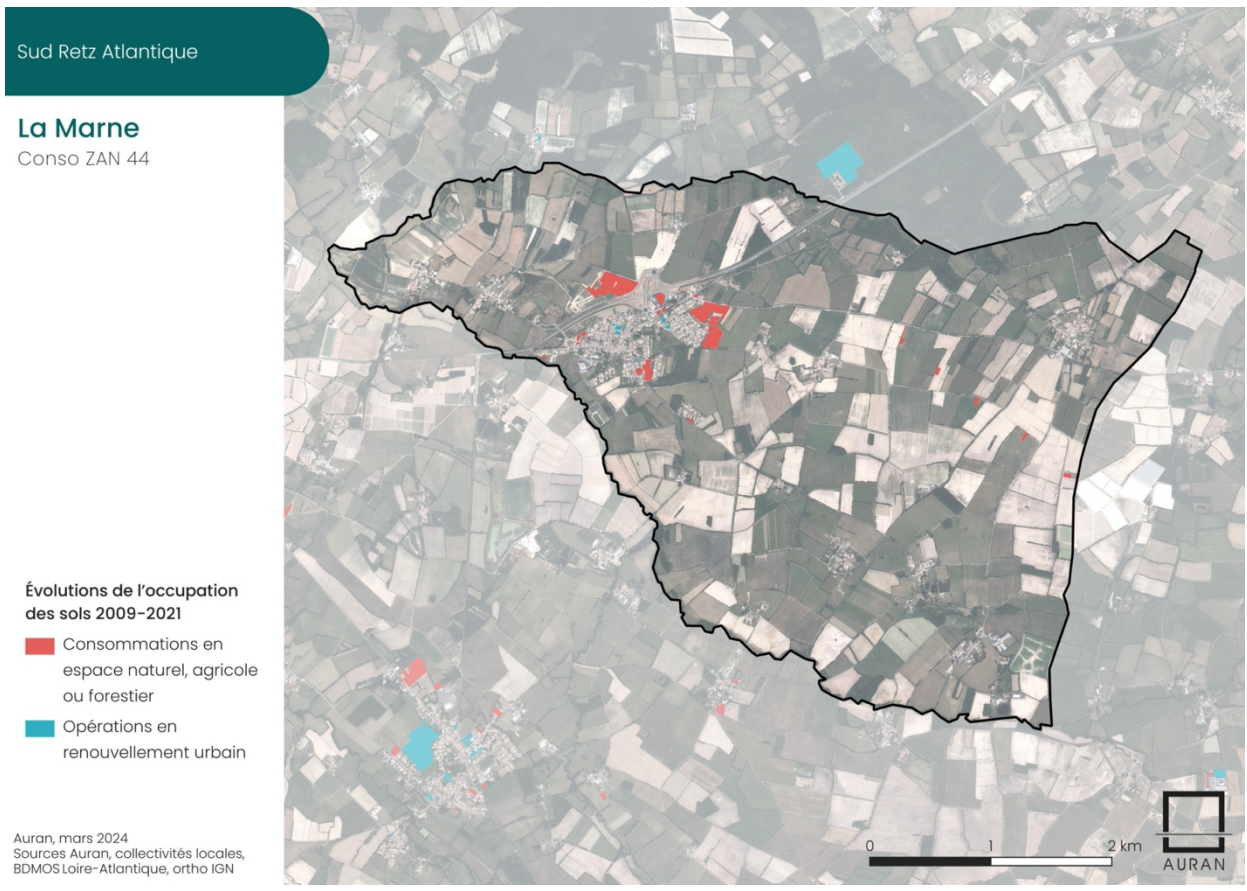 Sud Retz Atlantique
La Marne
Conso ZAN 44
Évolutions de l'occupation
des sols 2009-2021
Consommations en
espace naturel, agricole
ou forestier
Opérations en
renouvellement urbain
Auran, mars 2024
Sources Auran, collectivités locales,
BDMOS Loire-Atlantique, ortho IGN
0 1 2 km
AURAN